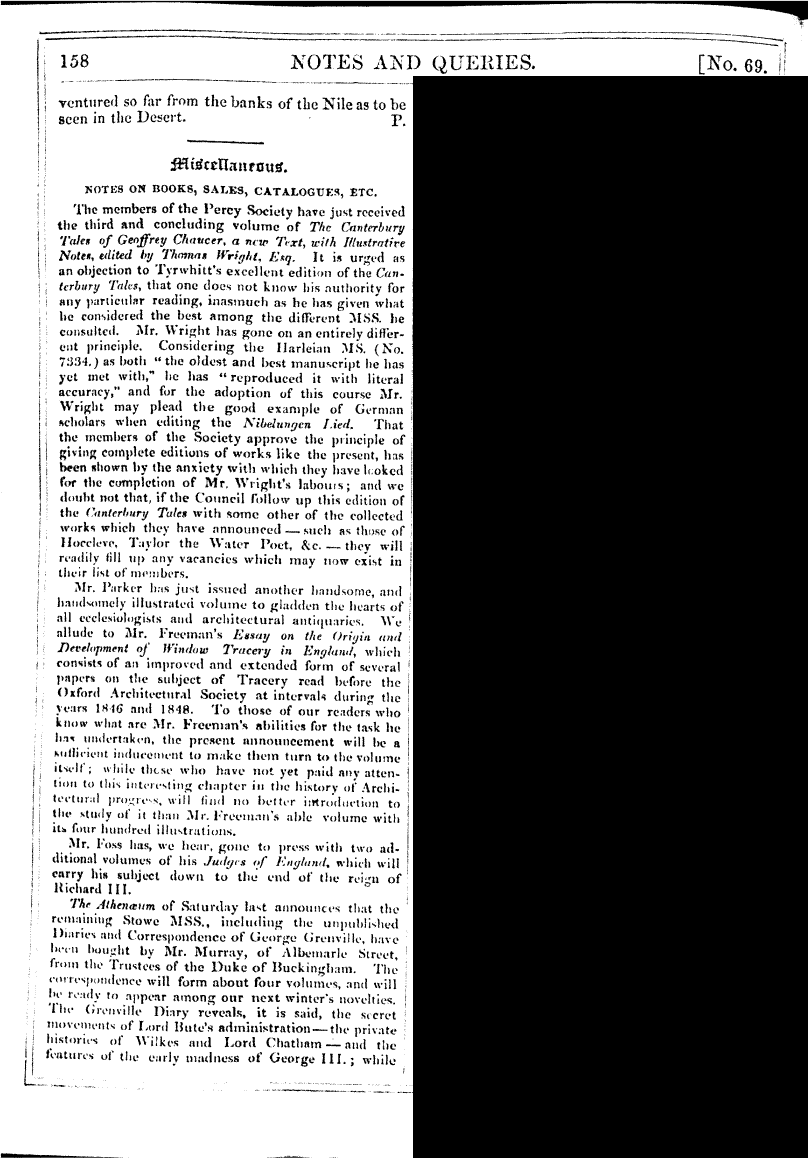 158 NOTES AND QUERIES. [No. 69.
ventured so far from the banks of the Nile as to be
seen in the Desert. P.
Miscellaneous.
NOTES ON BOOKS, SALES, CATALOGUES, ETC.
The members of the Percy Society have just received
the third and concluding volume of The Canterbury
Tales of Geoffrey Chaucer, a new Text, with Illustrative
Notes, edited by Thomas Wright, Esq. It is urged as
an objection to Tyrwhitt's excellent edition of the Can-
terbury Tales, that one does not know his authority for
any particular reading, inasmuch as he has given what
he considered the best among the different MSS. he
consulted. Mr. Wright has gone on an entirely differ-
ent principle. Considering the Harleian MS. (No.
7334.) as both "the oldest and best manuscript he has
yet met with," he has "reproduced it with literal
accuracy," and for the adoption of this course Mr.
Wright may plead the good example of German
scholars when editing the Nibelungen Lied. That
the members of the Society approve the principle of
giving complete editions of works like the present, has
been shown by the anxiety with which they have looked
for the completion of Mr. Wright's labours; and we
doubt not that, if the Council follow up this edition of
the Canterbury Tales with some other of the collected
works which they have announced — such as those of
Hoccleve, Taylor the Water Poet, &c. — they will
readily fill up any vacancies which may now exist in
their list of members.
Mr. Parker has just issued another handsome, and
handsomely illustrated volume to gladden the hearts of
all ecclesiologists and architectural antiquaries. We
allude to Mr. Freeman's Essay on the Origin and
Development of Window Tracery in England, which
consists of an improved and extended form of several
papers on the subject of Tracery read before the
Oxford Architectural Society at intervals during the
years 1846 and 1848. To those of our readers who
know what are Mr. Freeman's abilities for the task he
has undertaken, the present announcement will be a
sufficient inducement to make them turn to the volume
itself; while these who have not yet paid any atten-
tion to this interesting chapter in the history of Archi-
tectural progress, will find no better introduction to
the study of it than Mr. Freeman's able volume with
its four hundred illustrations.
Mr. Foss has, we hear, gone to press with two ad-
ditional volumes of his Judges of England, which will
carry his subject down to the end of the reign of
Richard III.
The Athenæum of Saturday last announces that the
remaining Stowe MSS., including the unpublished
Diaries and Correspondence of George Grenville, have
been bought by Mr. Murray, of Albemarle Street,
from the Trustees of the Duke of Buckingham. The
correspondence will form about four volumes, and will
be ready to appear among our next winter's novelties.
The Grenville Diary reveals, it is said, the secret
movements of Lord Bute's administration — the private
histories of Wilkes and Lord Chatham — and the
features of the early madness of George III.; while